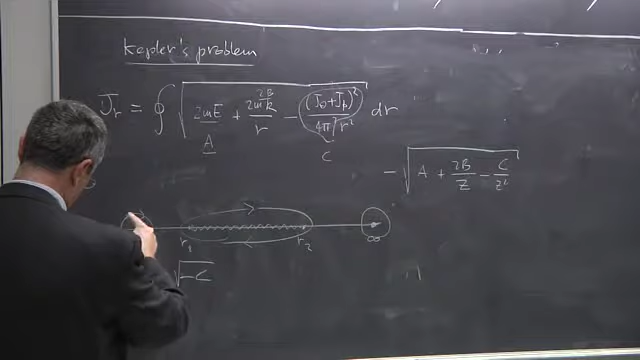 Kepler's problem
J_r = ∮ √(2mE + 2mk/r − (J_θ+J_φ)²/(4π²r²)) dr
2B
A
C
− √(A + 2B/z − C/z²)
r_1 r_2 ∞
√−C